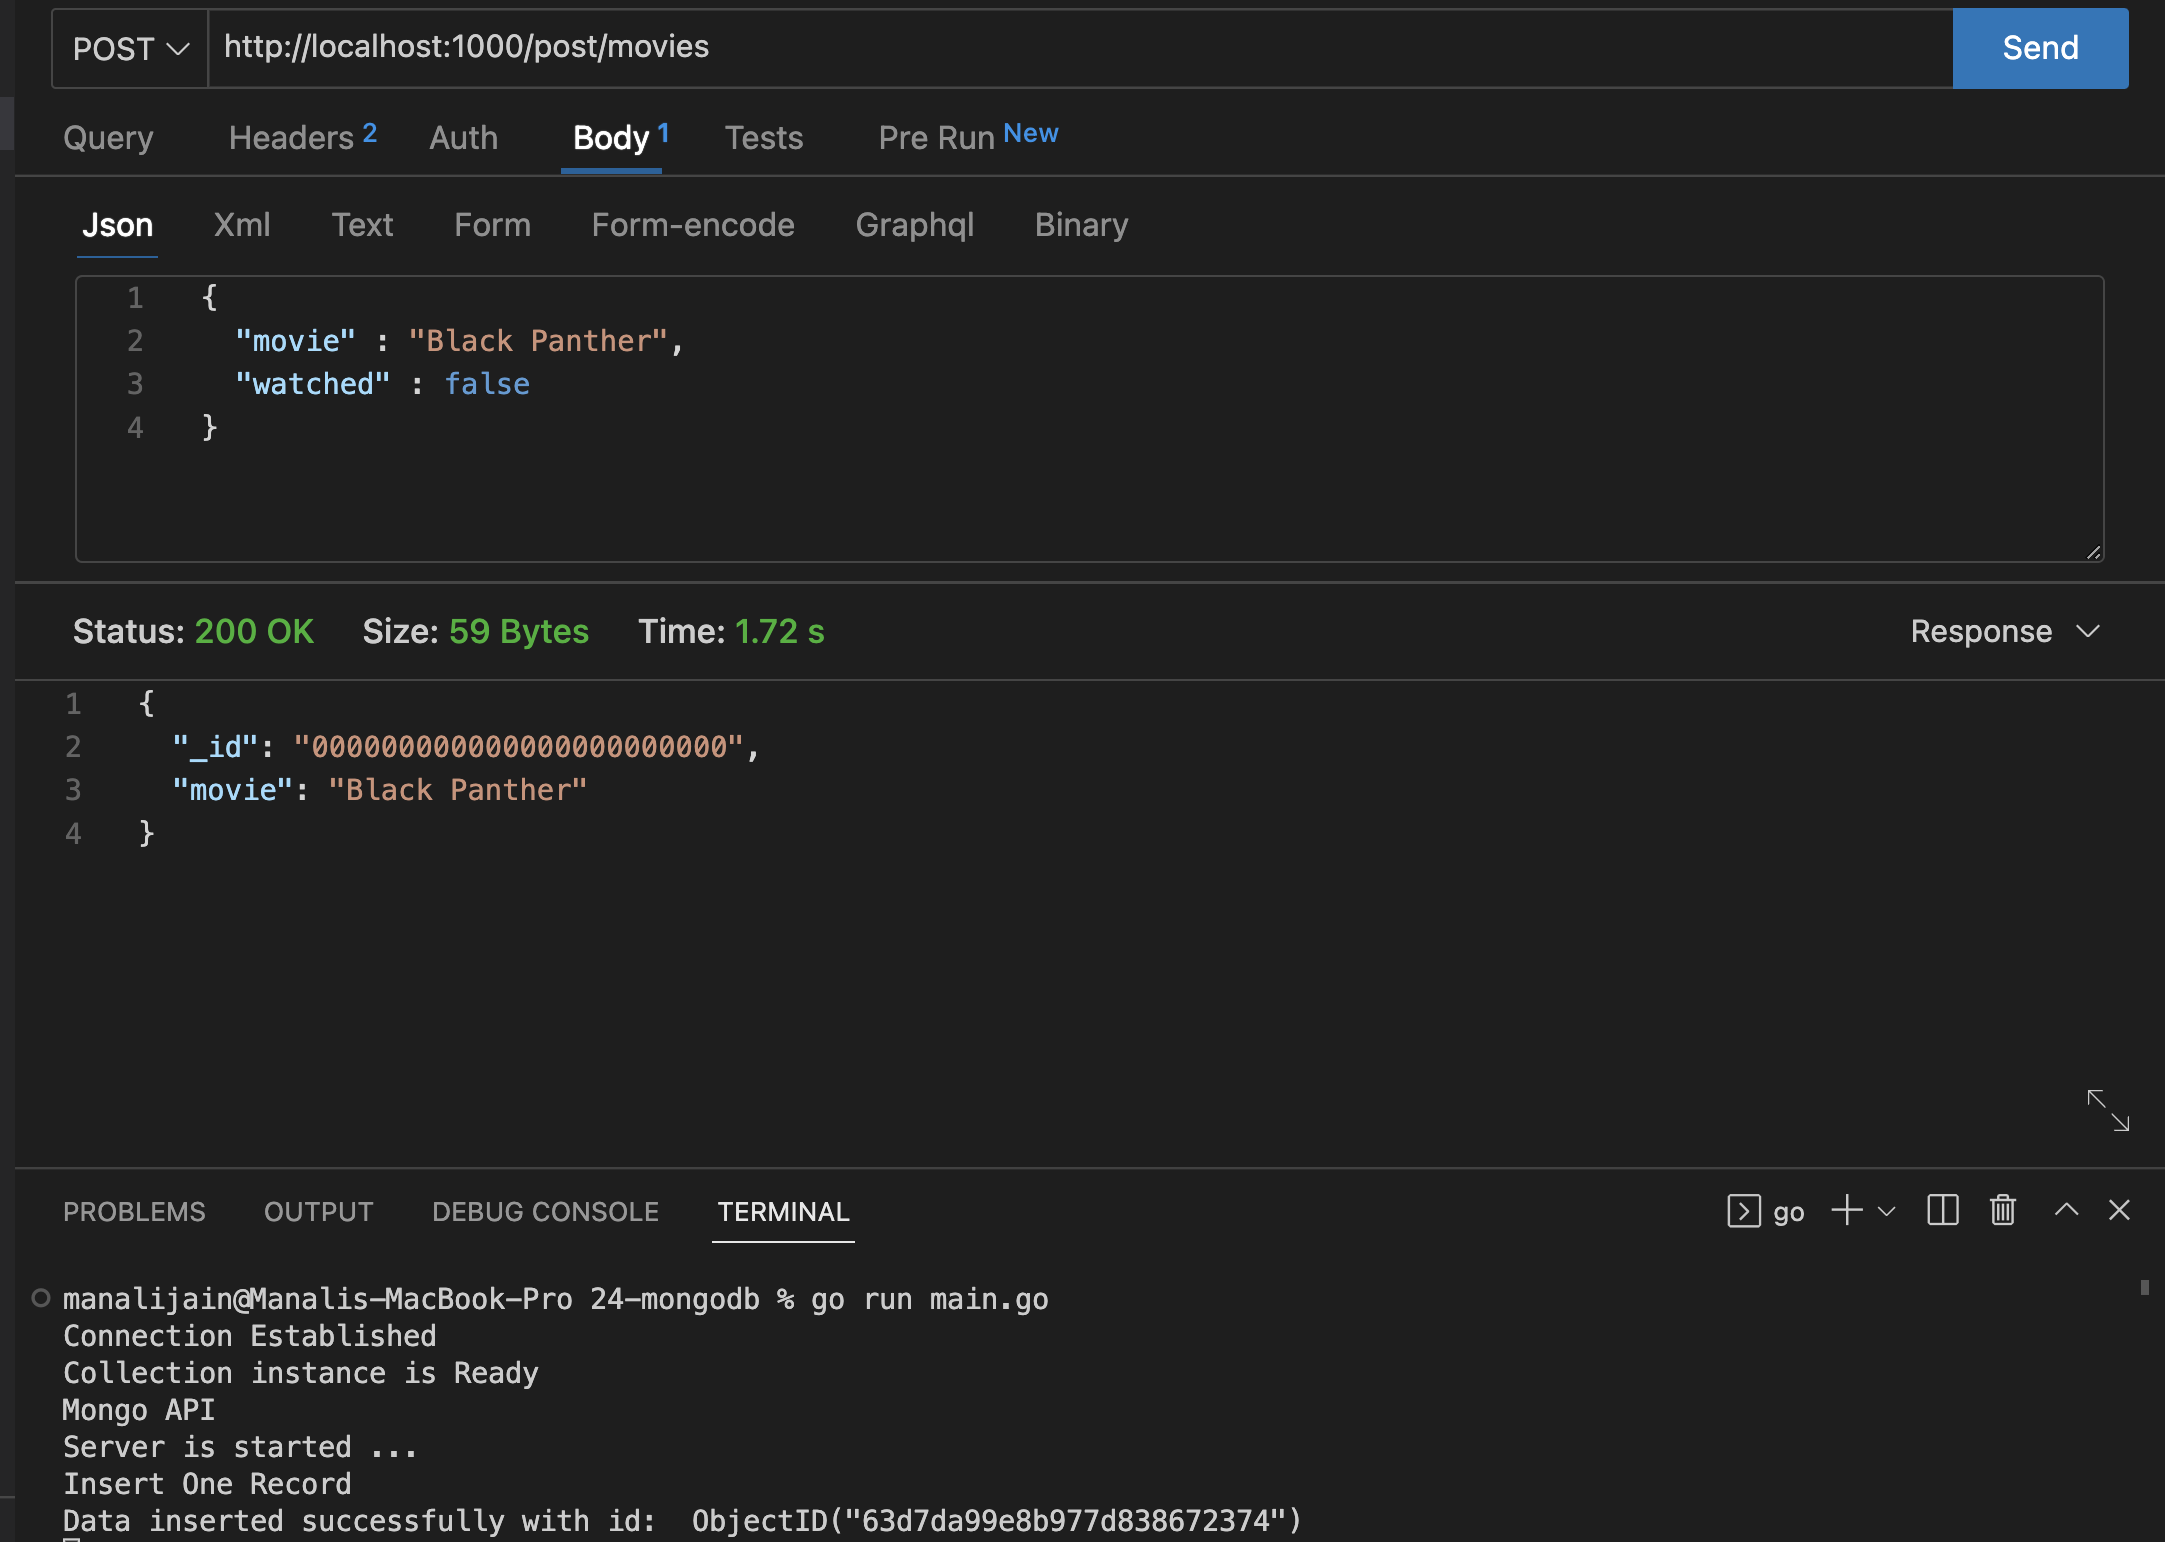 POST http://localhost:1000/post/movies Send
Query Headers 2 Auth Body 1 Tests Pre Run New
Json Xml Text Form Form-encode Graphql Binary
1 {
2 "movie" : "Black Panther",
3 "watched" : false
4 }
Status: 200 OK Size: 59 Bytes Time: 1.72 s Response
1 {
2 "_id": "000000000000000000000000",
3 "movie": "Black Panther"
4 }
PROBLEMS OUTPUT DEBUG CONSOLE TERMINAL go
manalijain@Manalis-MacBook-Pro 24-mongodb % go run main.go
Connection Established
Collection instance is Ready
Mongo API
Server is started ...
Insert One Record
Data inserted successfully with id:  ObjectID("63d7da99e8b977d838672374")